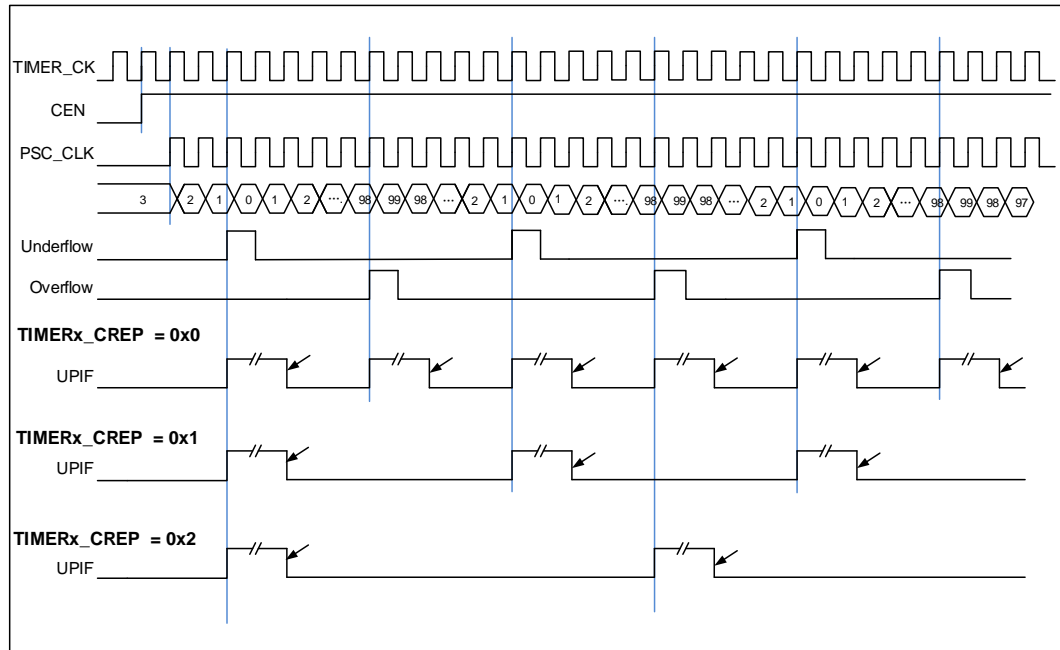 TIMER_CK
CEN
PSC_CLK
3 2 1 0 1 2 ... 98 99 98 ... 2 1 0 1 2 .... 98 99 98 ... 2 1 0 1 2 ... 98 99 98 97
Underflow
Overflow
TIMERx_CREP = 0x0
UPIF // // // // // //
TIMERx_CREP = 0x1
UPIF // // //
TIMERx_CREP = 0x2
UPIF // //